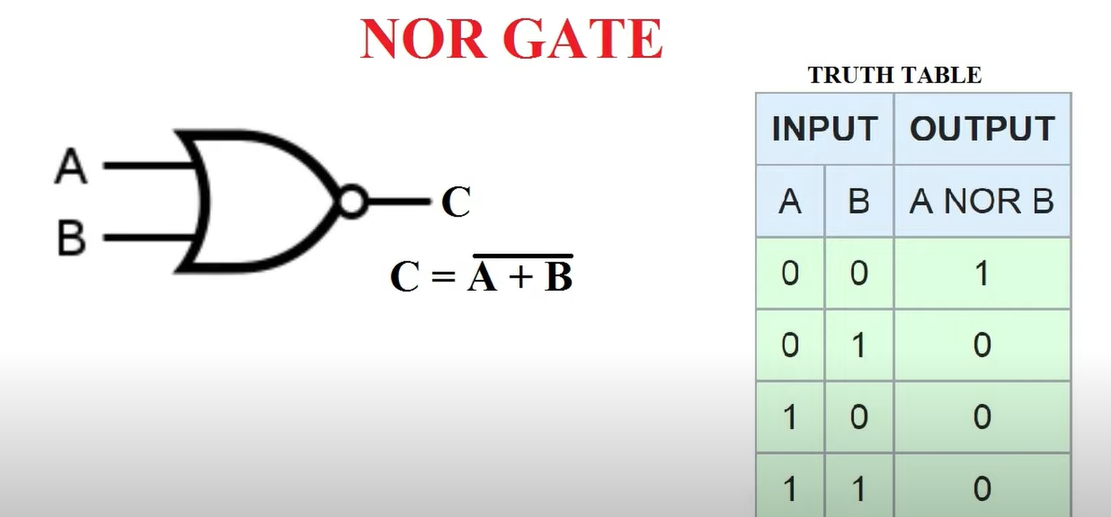 NOR GATE
TRUTH TABLE
INPUT OUTPUT
A B A NOR B
0 0 1
0 1 0
1 0 0
1 1 0
A
B
C
C = \overline{A + B}